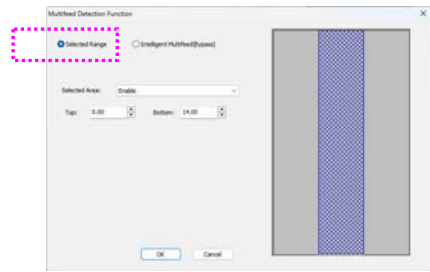 Multifeed Detection Function
Selected Range Intelligent Multifeed(Bypass)
Selected Area: Enable
Top: 0.00 Bottom: 14.00
OK Cancel